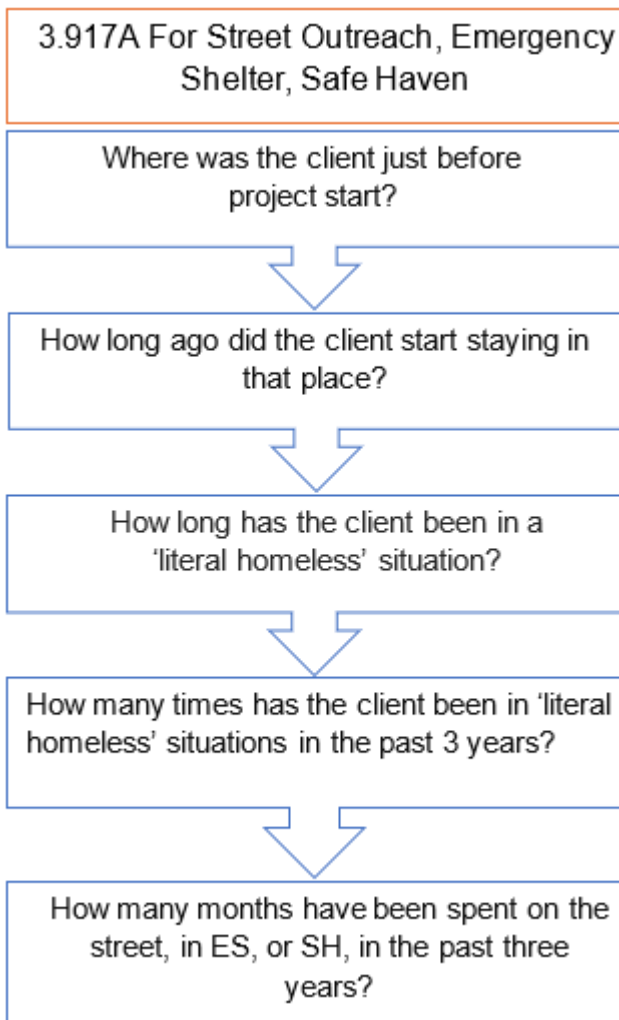 3.917A For Street Outreach, Emergency
Shelter, Safe Haven
Where was the client just before
project start?
How long ago did the client start staying in
that place?
How long has the client been in a
‘literal homeless’ situation?
How many times has the client been in ‘literal
homeless’ situations in the past 3 years?
How many months have been spent on the
street, in ES, or SH, in the past three
years?